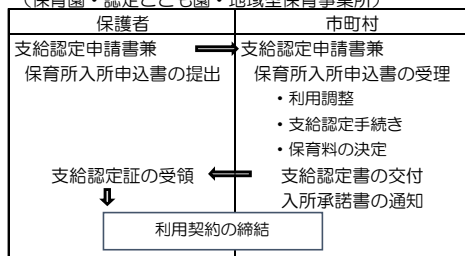 （保育園・認定こども園・地域型保育事業所）
保護者
市町村
支給認定申請書兼
保育所入所申込書の提出
支給認定申請書兼
保育所入所申込書の受理
・利用調整
・支給認定手続き
・保育料の決定
支給認定証の受領
支給認定書の交付
入所承諾書の通知
利用契約の締結